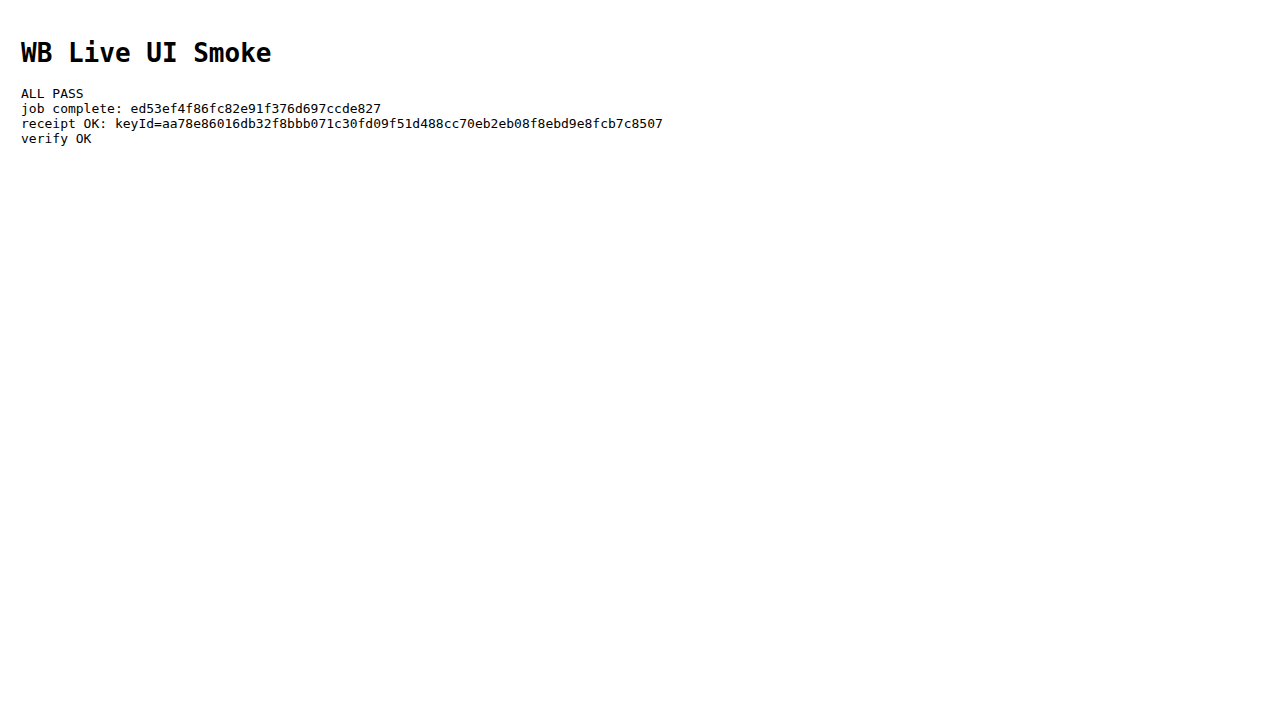 WB Live UI Smoke
ALL PASS
job complete: ed53ef4f86fc82e91f376d697ccde827
receipt OK: keyId=aa78e86016db32f8bbb071c30fd09f51d488cc70eb2eb08f8ebd9e8fcb7c8507
verify OK